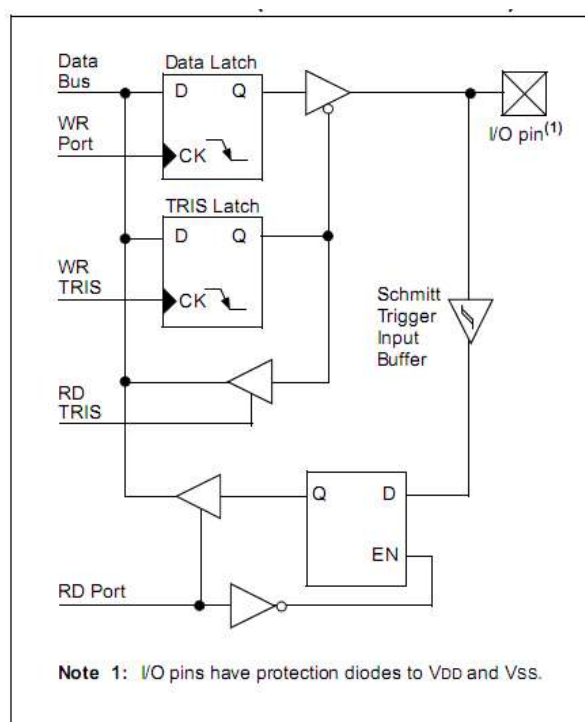 Data Bus
Data Latch
D Q
WR Port
CK
I/O pin(1)
TRIS Latch
D Q
WR TRIS
CK
Schmitt Trigger Input Buffer
RD TRIS
Q D
EN
RD Port
Note 1: I/O pins have protection diodes to VDD and VSS.